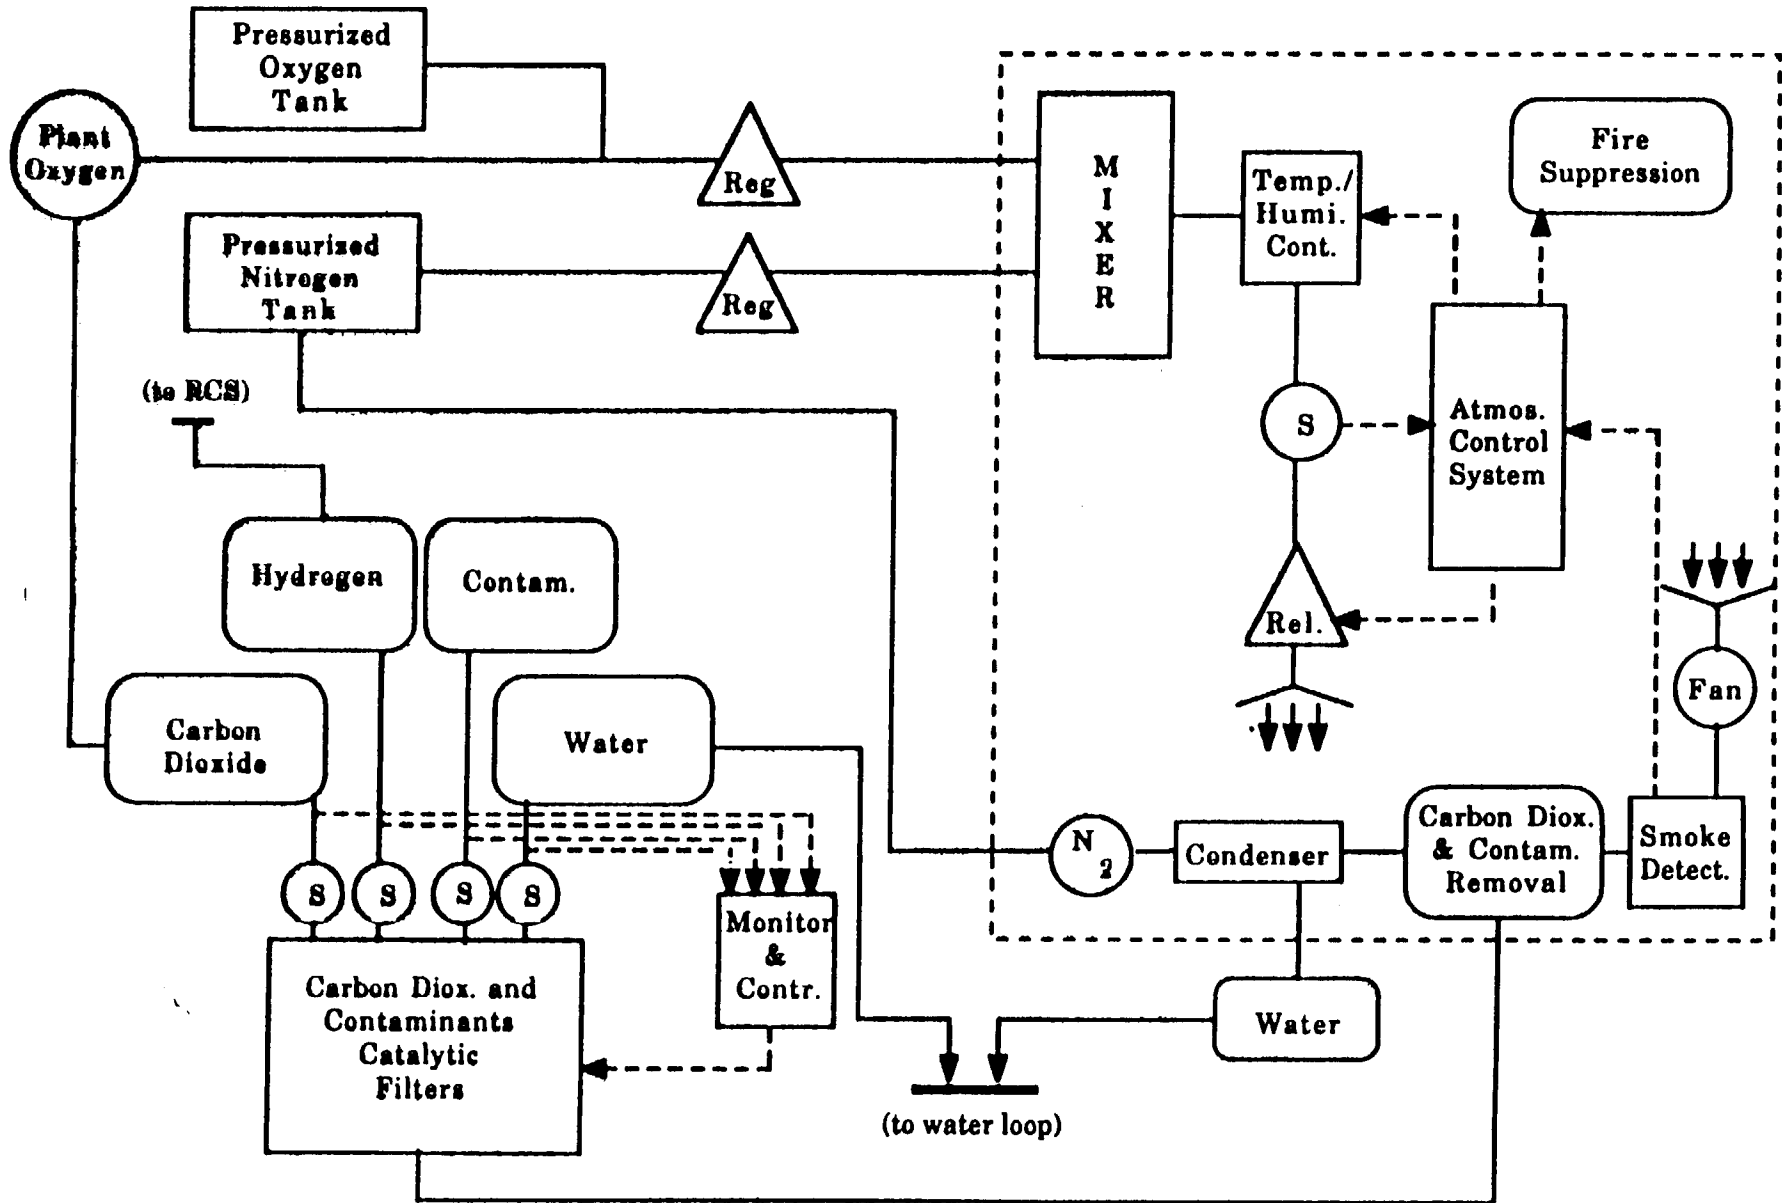 Pressurized
Oxygen
Tank
Plant
Oxygen
Reg
Pressurized
Nitrogen
Tank
Reg
M
I
X
E
R
Temp./
Humi.
Cont.
Fire
Suppression
(to RCS)
S
Atmos.
Control
System
Hydrogen
Contam.
Rel.
Fan
Carbon
Dioxide
Water
N
2
Condenser
Carbon Diox.
& Contam.
Removal
Smoke
Detect.
S
S
S
S
Monitor
&
Contr.
Carbon Diox. and
Contaminants
Catalytic
Filters
Water
(to water loop)